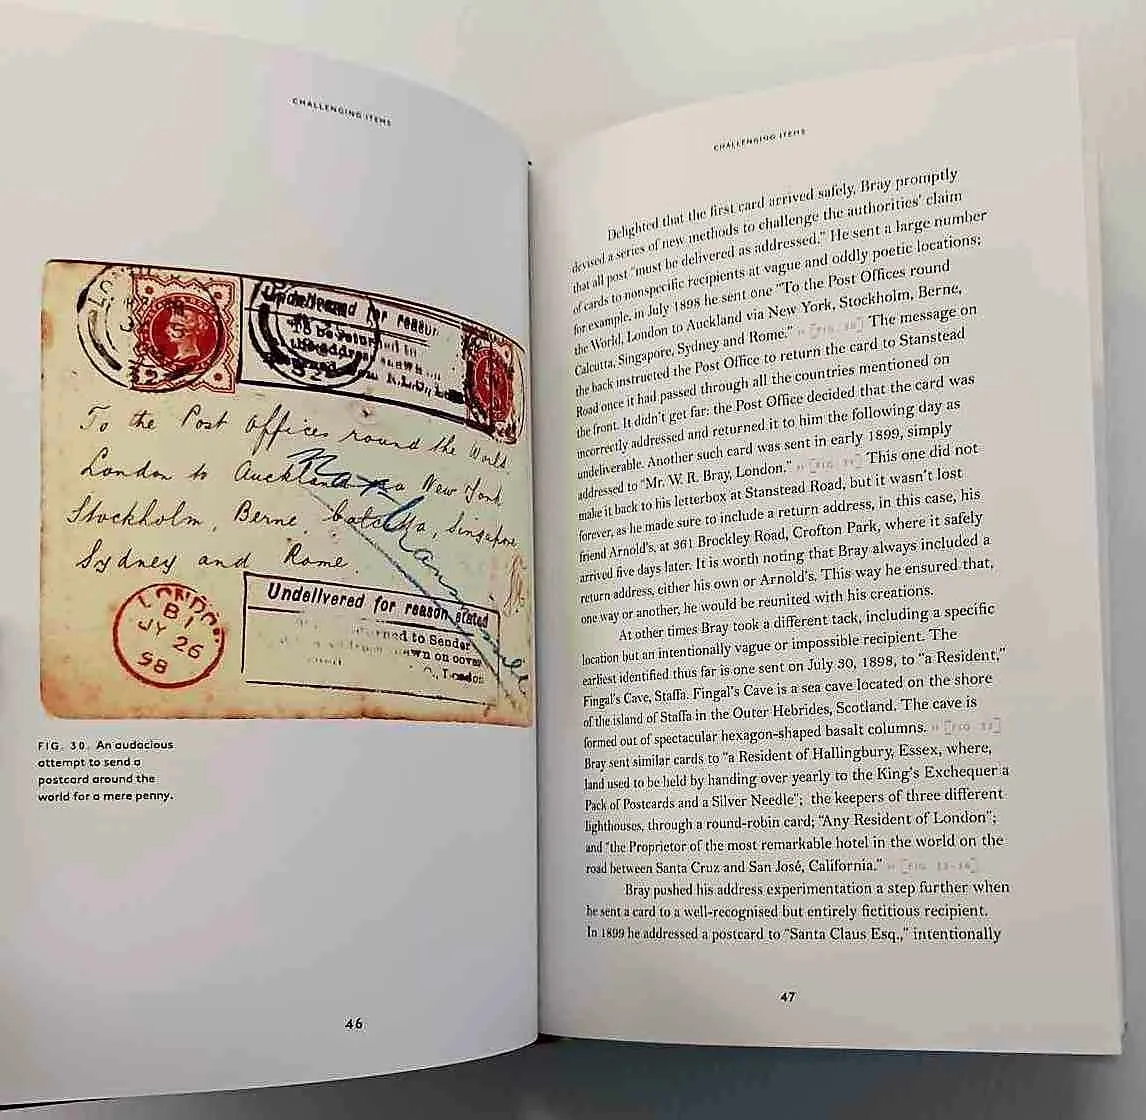 CHALLENGING ITEMS
Undelivered for reason
To be returned to
the address
To the Post Offices round the World.
London to Auckland via New York
Stockholm, Berne, Calcutta, Singapore,
Sydney and Rome.
LONDON
B1
JY 26
98
Undelivered for reason stated
to Sender
on cover
London
FIG. 30. An audacious
attempt to send a
postcard around the
world for a mere penny.
46
CHALLENGING ITEMS
Delighted that the first card arrived safely, Bray promptly
devised a series of new methods to challenge the authorities' claim
that all post "must be delivered as addressed." He sent a large number
of cards to nonspecific recipients at vague and oddly poetic locations;
for example, in July 1898 he sent one "To the Post Offices round
the World, London to Auckland via New York, Stockholm, Berne,
Calcutta, Singapore, Sydney and Rome." » [FIG. 30] The message on
the back instructed the Post Office to return the card to Stanstead
Road once it had passed through all the countries mentioned on
the front. It didn't get far: the Post Office decided that the card was
incorrectly addressed and returned it to him the following day as
undeliverable. Another such card was sent in early 1899, simply
addressed to "Mr. W. R. Bray, London." » [FIG. ] This one did not
make it back to his letterbox at Stanstead Road, but it wasn't lost
forever, as he made sure to include a return address, in this case, his
friend Arnold's, at 361 Brockley Road, Crofton Park, where it safely
arrived five days later. It is worth noting that Bray always included a
return address, either his own or Arnold's. This way he ensured that,
one way or another, he would be reunited with his creations.
At other times Bray took a different tack, including a specific
location but an intentionally vague or impossible recipient. The
earliest identified thus far is one sent on July 30, 1898, to "a Resident,"
Fingal's Cave, Staffa. Fingal's Cave is a sea cave located on the shore
of the island of Staffa in the Outer Hebrides, Scotland. The cave is
formed out of spectacular hexagon-shaped basalt columns. » [FIG. ]
Bray sent similar cards to "a Resident of Hallingbury, Essex, where,
land used to be held by handing over yearly to the King's Exchequer a
Pack of Postcards and a Silver Needle"; the keepers of three different
lighthouses, through a round-robin card; "Any Resident of London";
and "the Proprietor of the most remarkable hotel in the world on the
road between Santa Cruz and San José, California." » [FIG. ]
Bray pushed his address experimentation a step further when
he sent a card to a well-recognised but entirely fictitious recipient.
In 1899 he addressed a postcard to "Santa Claus Esq.," intentionally
47